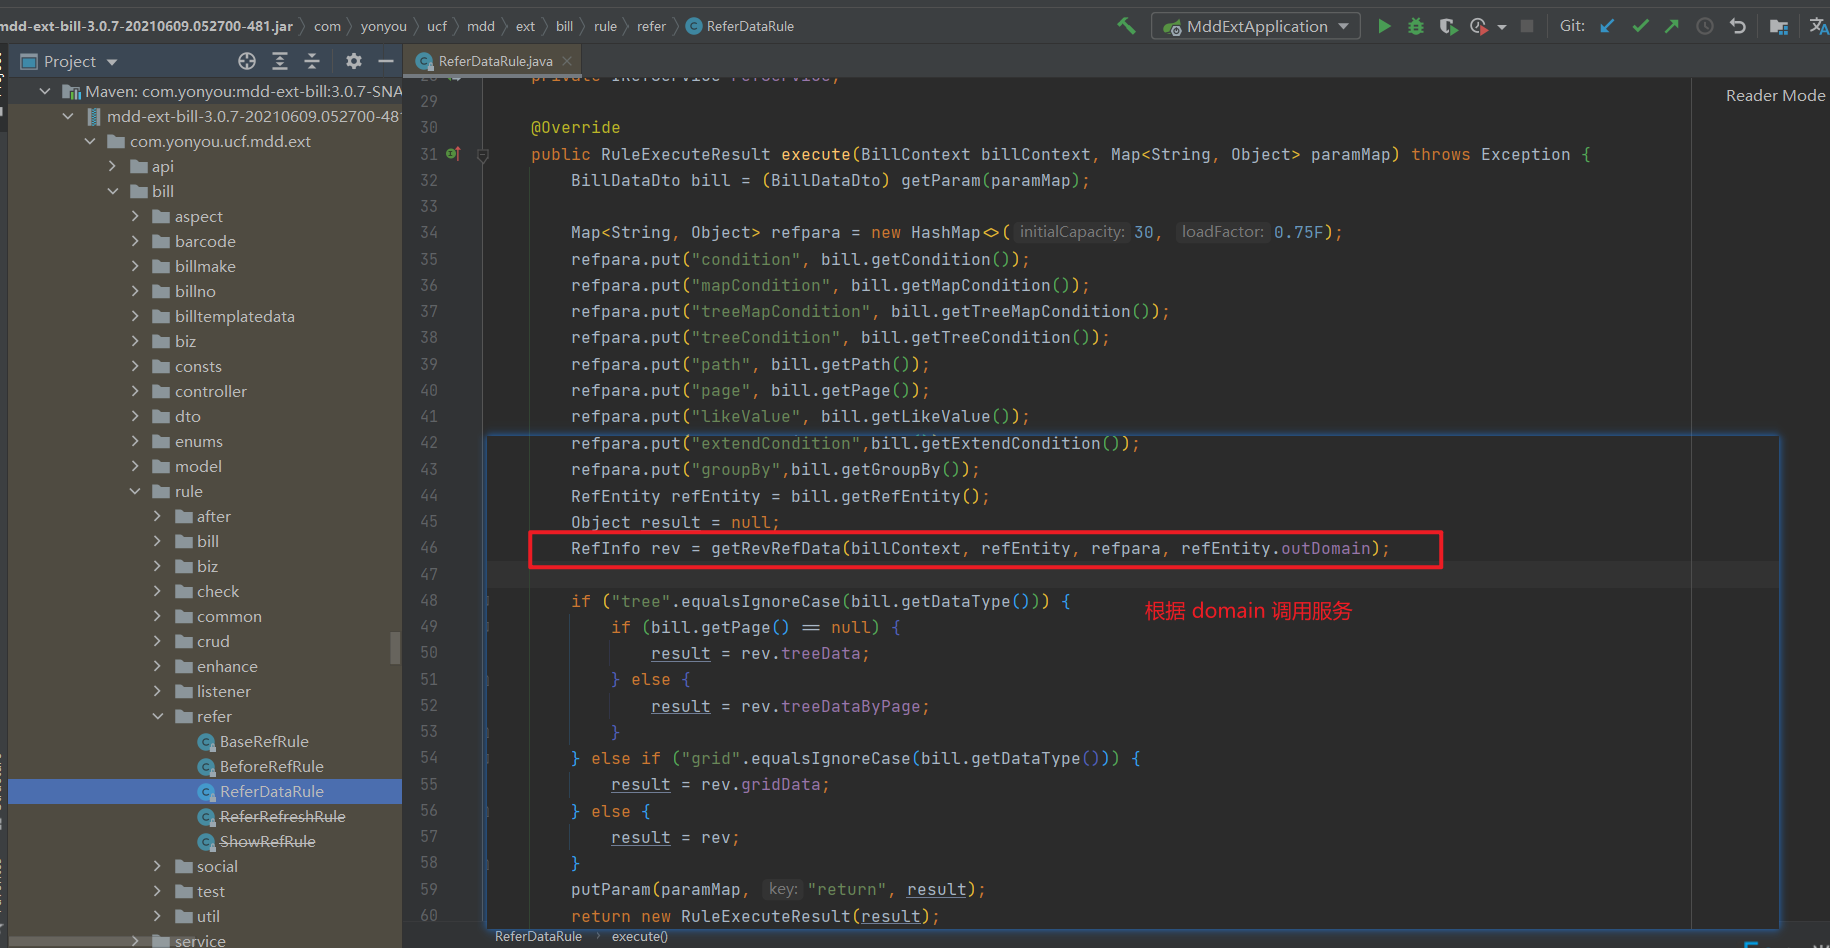 mdd-ext-bill-3.0.7-20210609.052700-481.jar 〉 com 〉 yonyou 〉 ucf 〉 mdd 〉 ext 〉 bill 〉 rule 〉 refer 〉 ReferDataRule
MddExtApplication
Git:
Project
ReferDataRule.java
Reader Mode
Maven: com.yonyou:mdd-ext-bill:3.0.7-SNA
mdd-ext-bill-3.0.7-20210609.052700-481
com.yonyou.ucf.mdd.ext
api
bill
aspect
barcode
billmake
billno
billtemplatedata
biz
consts
controller
dto
enums
model
rule
after
bill
biz
check
common
crud
enhance
listener
refer
BaseRefRule
BeforeRefRule
ReferDataRule
ReferRefreshRule
ShowRefRule
social
test
util
service
28 private IRefService refService;
29
30 @Override
31 public RuleExecuteResult execute(BillContext billContext, Map<String, Object> paramMap) throws Exception {
32 BillDataDto bill = (BillDataDto) getParam(paramMap);
33
34 Map<String, Object> refpara = new HashMap<>( initialCapacity: 30, loadFactor: 0.75F);
35 refpara.put("condition", bill.getCondition());
36 refpara.put("mapCondition", bill.getMapCondition());
37 refpara.put("treeMapCondition", bill.getTreeMapCondition());
38 refpara.put("treeCondition", bill.getTreeCondition());
39 refpara.put("path", bill.getPath());
40 refpara.put("page", bill.getPage());
41 refpara.put("likeValue", bill.getLikeValue());
42 refpara.put("extendCondition",bill.getExtendCondition());
43 refpara.put("groupBy",bill.getGroupBy());
44 RefEntity refEntity = bill.getRefEntity();
45 Object result = null;
46 RefInfo rev = getRevRefData(billContext, refEntity, refpara, refEntity.outDomain);
47
48 if ("tree".equalsIgnoreCase(bill.getDataType())) {
根据 domain 调用服务
49 if (bill.getPage() == null) {
50 result = rev.treeData;
51 } else {
52 result = rev.treeDataByPage;
53 }
54 } else if ("grid".equalsIgnoreCase(bill.getDataType())) {
55 result = rev.gridData;
56 } else {
57 result = rev;
58 }
59 putParam(paramMap, key: "return", result);
60 return new RuleExecuteResult(result);
ReferDataRule 〉 execute()